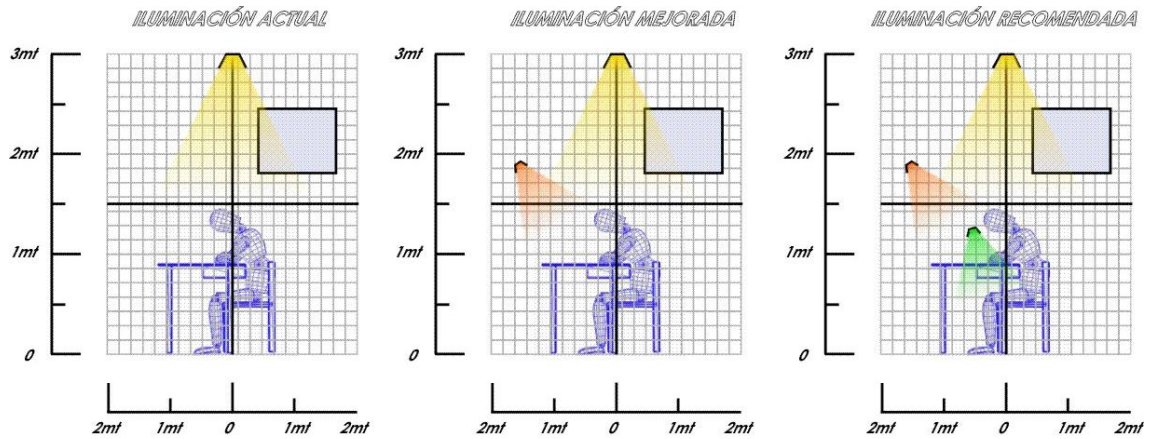 ILUMINACIÓN ACTUAL
3mt
2mt
1mt
0
2mt 1mt 0 1mt 2mt
ILUMINACIÓN MEJORADA
3mt
2mt
1mt
0
2mt 1mt 0 1mt 2mt
ILUMINACIÓN RECOMENDADA
3mt
2mt
1mt
0
2mt 1mt 0 1mt 2mt